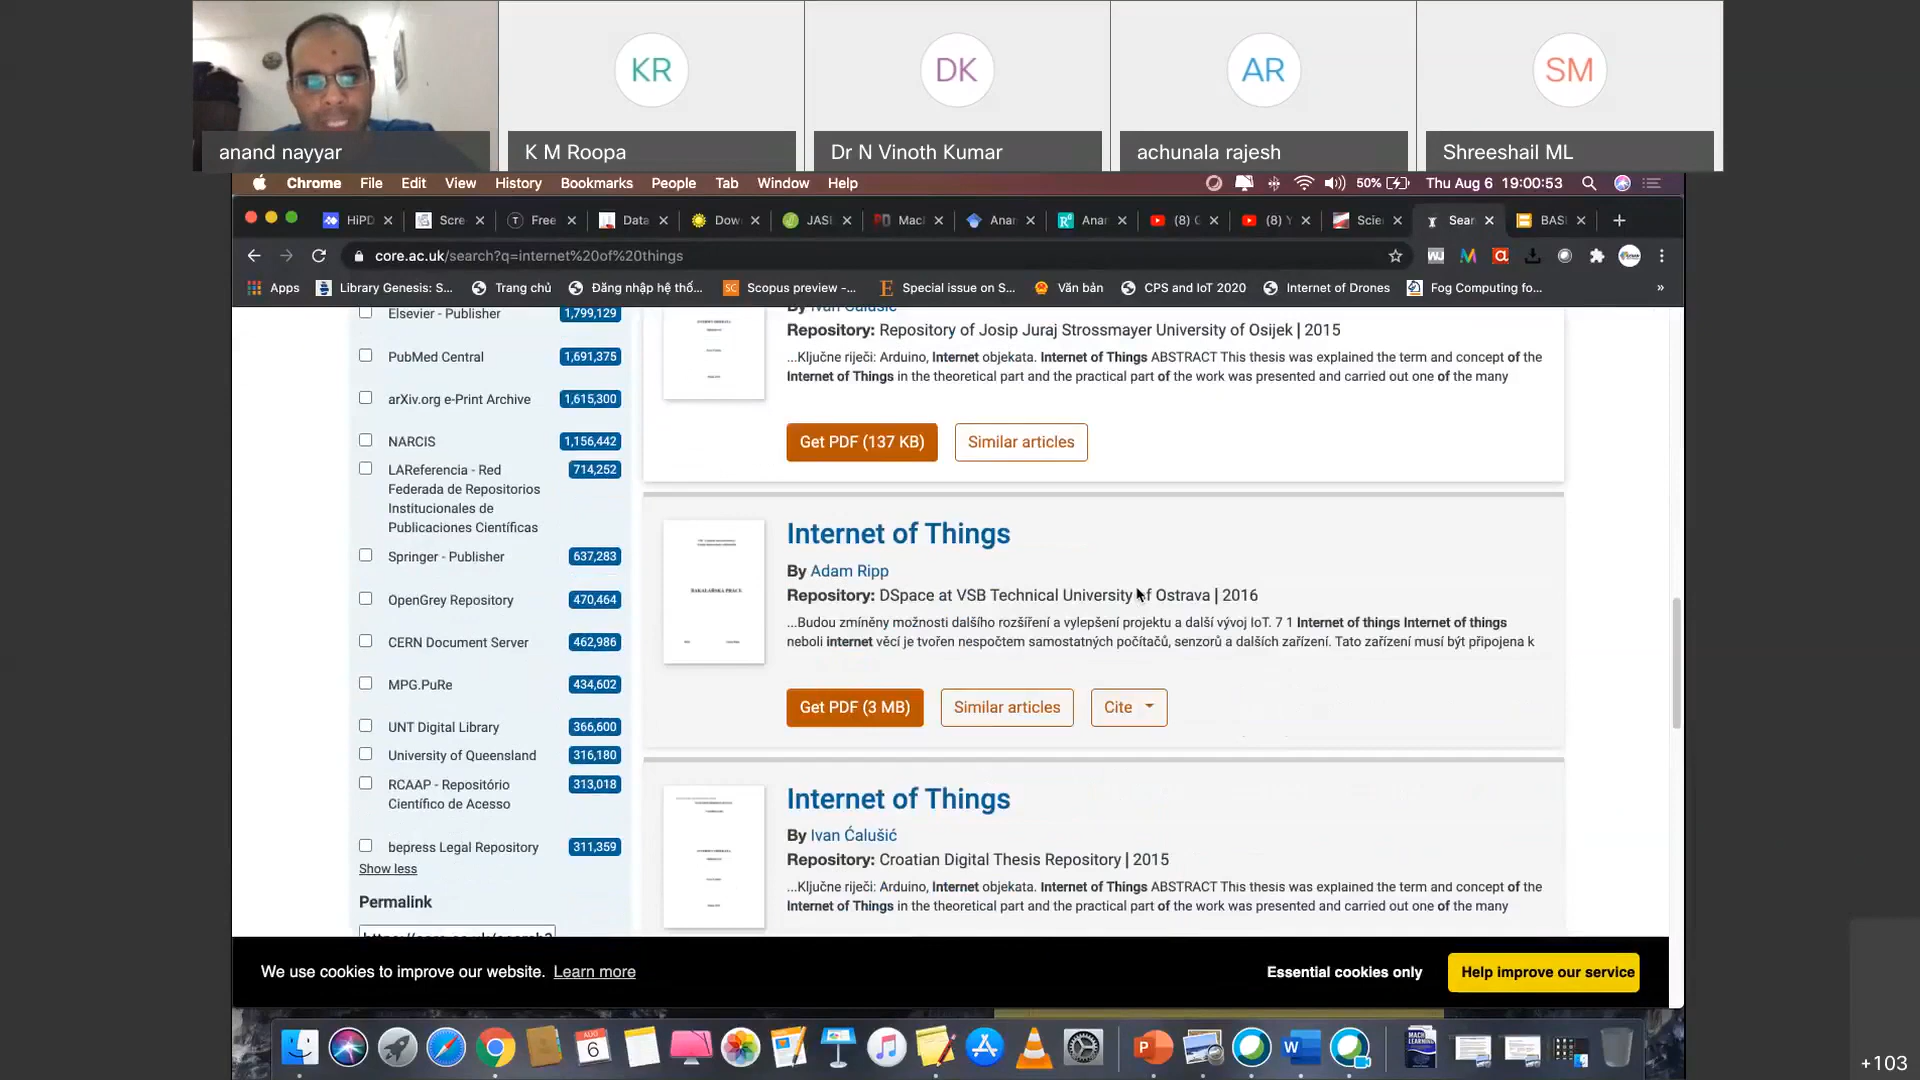 KR
DK
AR
SM
anand nayyar
K M Roopa
Dr N Vinoth Kumar
achunala rajesh
Shreeshail ML
Chrome File Edit View History Bookmarks People Tab Window Help
50% Thu Aug 6 19:00:53
HiPD Scre Free Data Dow JASI Macl Anar Anar (8) (8) Y Scie Sear BASI
core.ac.uk/search?q=internet%20of%20things
Apps Library Genesis: S... Trang chủ Đăng nhập hệ thố... Scopus preview -... Special issue on S... Văn bản CPS and IoT 2020 Internet of Drones Fog Computing fo... »
Elsevier - Publisher 1,799,129
PubMed Central 1,691,375
arXiv.org e-Print Archive 1,615,300
NARCIS 1,156,442
LAReferencia - Red 714,252
Federada de Repositorios
Institucionales de
Publicaciones Científicas
Springer - Publisher 637,283
OpenGrey Repository 470,464
CERN Document Server 462,986
MPG.PuRe 434,602
UNT Digital Library 366,600
University of Queensland 316,180
RCAAP - Repositório 313,018
Científico de Acesso
bepress Legal Repository 311,359
Show less
Permalink
By Ivan Ćalušić
Repository: Repository of Josip Juraj Strossmayer University of Osijek | 2015
...Ključne riječi: Arduino, Internet objekata. Internet of Things ABSTRACT This thesis was explained the term and concept of the
Internet of Things in the theoretical part and the practical part of the work was presented and carried out one of the many
Get PDF (137 KB) Similar articles
Internet of Things
By Adam Ripp
Repository: DSpace at VSB Technical University of Ostrava | 2016
...Budou zmíněny možnosti dalšího rozšíření a vylepšení projektu a další vývoj IoT. 7 1 Internet of things Internet of things
neboli internet věcí je tvořen nespočtem samostatných počítačů, senzorů a dalších zařízení. Tato zařízení musí být připojena k
BAKALÁŘSKÁ PRÁCE
Get PDF (3 MB) Similar articles Cite
Internet of Things
By Ivan Ćalušić
Repository: Croatian Digital Thesis Repository | 2015
...Ključne riječi: Arduino, Internet objekata. Internet of Things ABSTRACT This thesis was explained the term and concept of the
Internet of Things in the theoretical part and the practical part of the work was presented and carried out one of the many
We use cookies to improve our website. Learn more Essential cookies only Help improve our service
AUG
6
P
W
+103